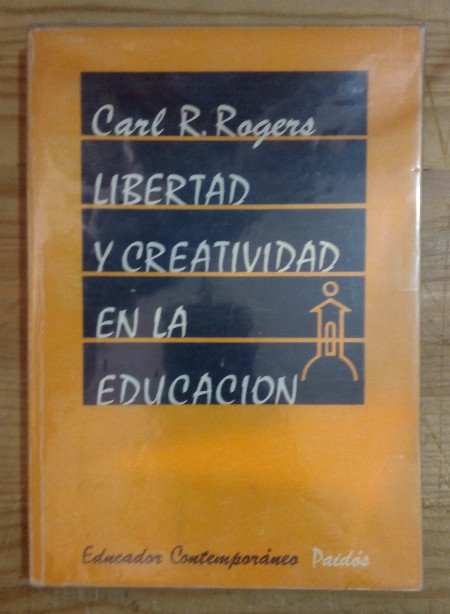 Carl R. Rogers
LIBERTAD
Y CREATIVIDAD
EN LA
EDUCACION
Educador Contemporáneo Paidós